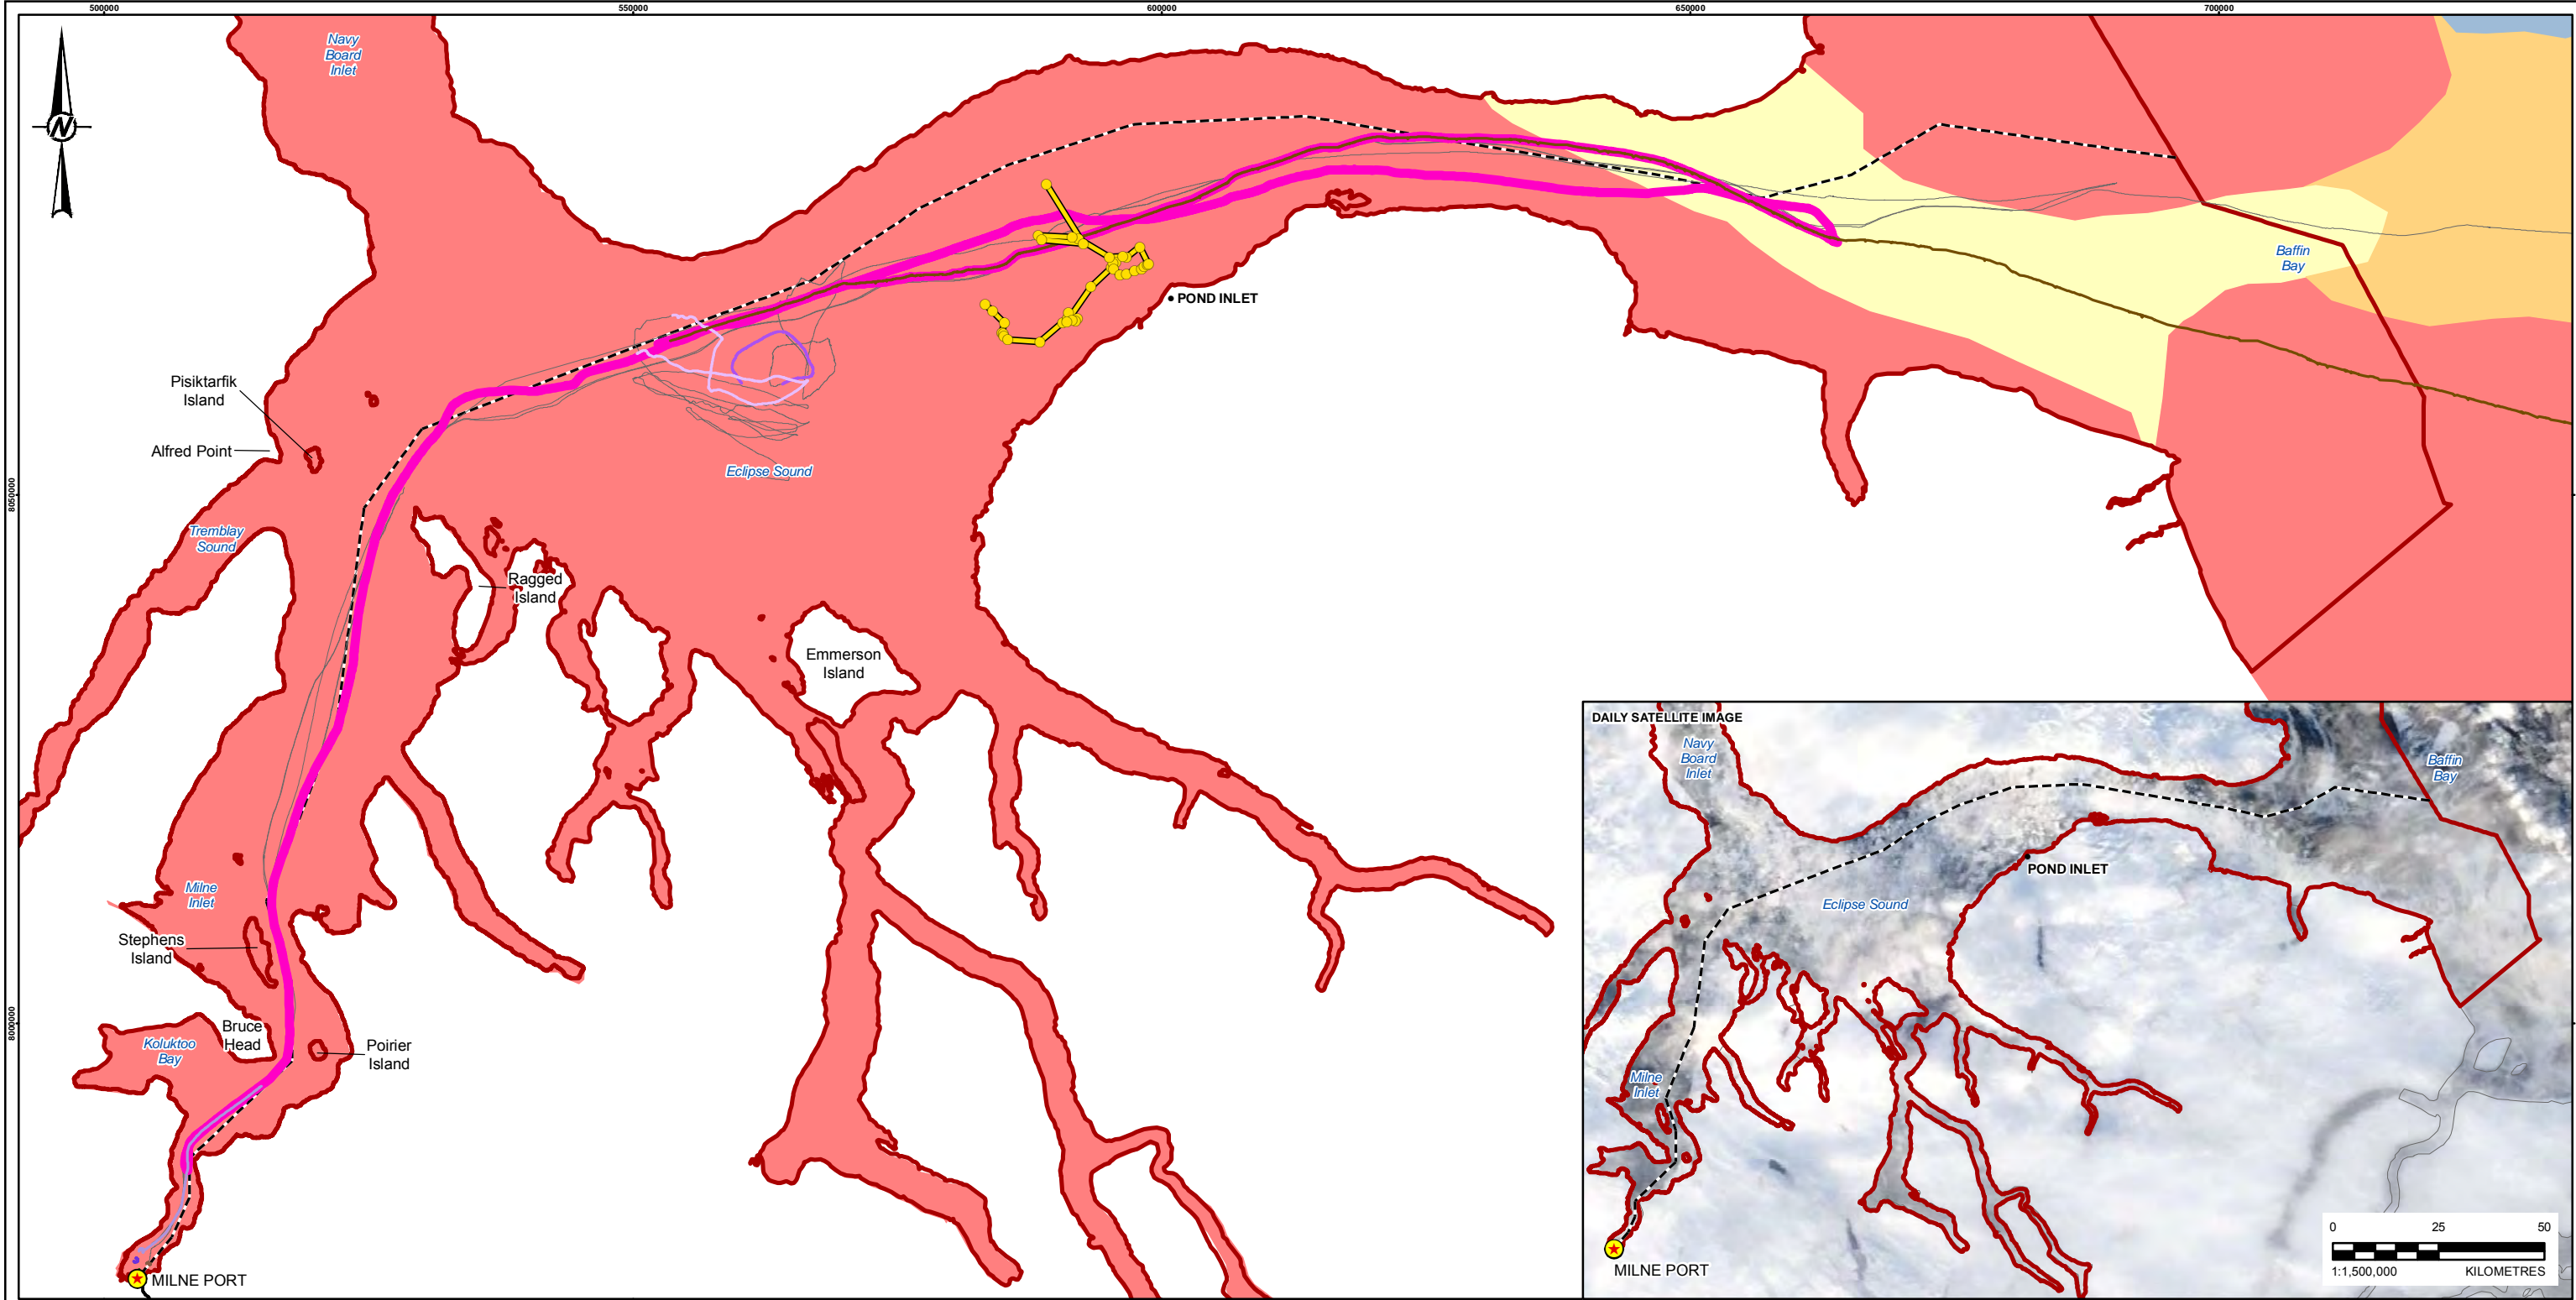 500000
550000
600000
650000
700000
Navy
Board
Inlet
N
POND INLET
Baffin
Bay
Pisiktarfik
Island
Alfred Point
Eclipse Sound
8050000
Tremblay
Sound
Ragged
Island
Emmerson
Island
Milne
Inlet
Stephens
Island
8000000
Bruce
Head
Koluktoo
Bay
Poirier
Island
MILNE PORT
DAILY SATELLITE IMAGE
Navy
Board
Inlet
Baffin
Bay
POND INLET
Eclipse Sound
Milne
Inlet
MILNE PORT
0 25 50
1:1,500,000 KILOMETRES